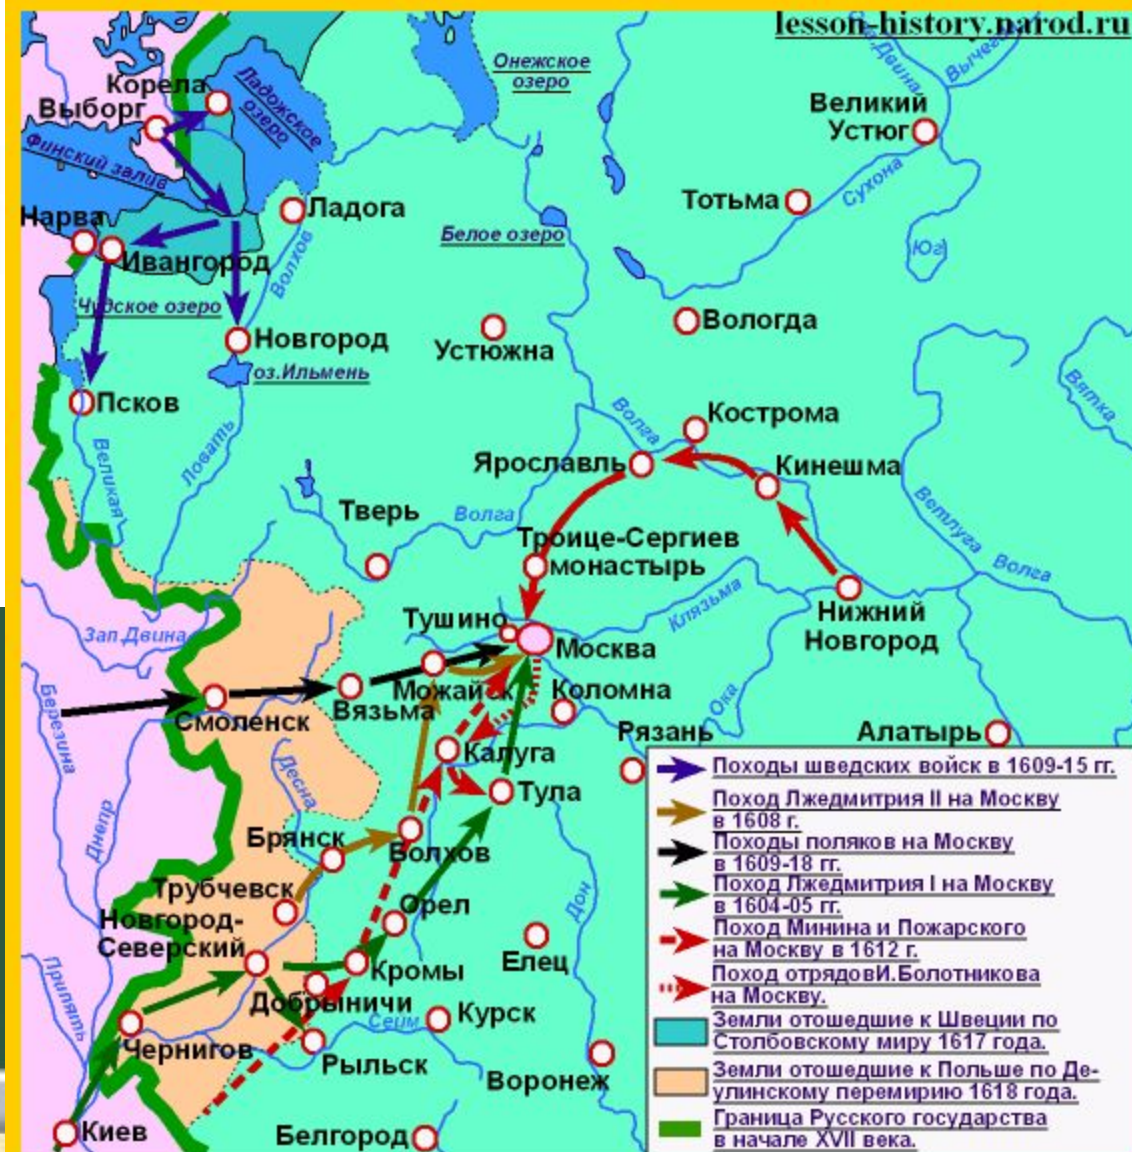 lesson-history.narod.ru
Онежское
озеро
Корела
Выборг
Ладожское
озеро
Финский залив
Вычегда
Великий
Устюг
Сухона
Тотьма
Юг
Нарва
Ладога
Белое озеро
Ивангород
Волхов
Чудское озеро
Новгород
оз.Ильмень
Устюжна
Вологда
Псков
Великая
Ловать
Волга
Кострома
Вятка
Ярославль
Кинешма
Ветлуга
Волга
Тверь
Волга
Троице-Сергиев
монастырь
Клязьма
Нижний
Новгород
Зап.Двина
Тушино
Москва
Можайск
Коломна
Смоленск
Вязьма
Березина
Ока
Рязань
Алатырь
Калуга
Десна
Днепр
Тула
Брянск
Болхов
Трубчевск
Орел
Дон
Новгород-
Северский
Кромы
Елец
Добрыничи
Припять
Сейм
Курск
Чернигов
Рыльск
Воронеж
Киев
Белгород
Походы шведских войск в 1609-15 гг.
Поход Лжедмитрия II на Москву
в 1608 г.
Походы поляков на Москву
в 1609-18 гг.
Поход Лжедмитрия I на Москву
в 1604-05 гг.
Поход Минина и Пожарского
на Москву в 1612 г.
Поход отрядовИ.Болотникова
на Москву.
Земли отошедшие к Швеции по
Столбовскому миру 1617 года.
Земли отошедшие к Польше по Де-
улинскому перемирию 1618 года.
Граница Русского государства
в начале XVII века.